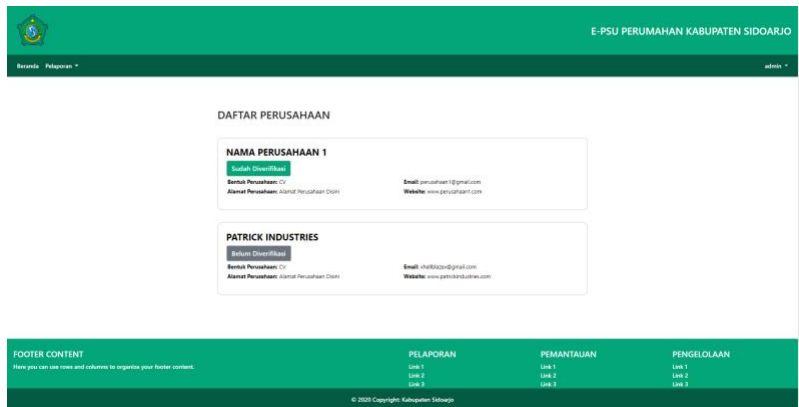 E-PSU PERUMAHAN KABUPATEN SIDOARJO
Beranda Pelaporan admin
DAFTAR PERUSAHAAN
NAMA PERUSAHAAN 1
Sudah Diverifikasi
Bentuk Perusahaan: CV Email: perusahaan1@gmail.com
Alamat Perusahaan: Alamat Perusahaan Disini Website: www.perusahaan1.com
PATRICK INDUSTRIES
Belum Diverifikasi
Bentuk Perusahaan: CV Email:
Alamat Perusahaan: Alamat Perusahaan Disini Website: www.patrickindustries.com
FOOTER CONTENT PELAPORAN PEMANTAUAN PENGELOLAAN
Here you can use rows and columns to organize your footer content. Link 1 Link 1 Link 1
Link 2 Link 2 Link 2
Link 3 Link 3 Link 3
© 2020 Copyright: Kabupaten Sidoarjo